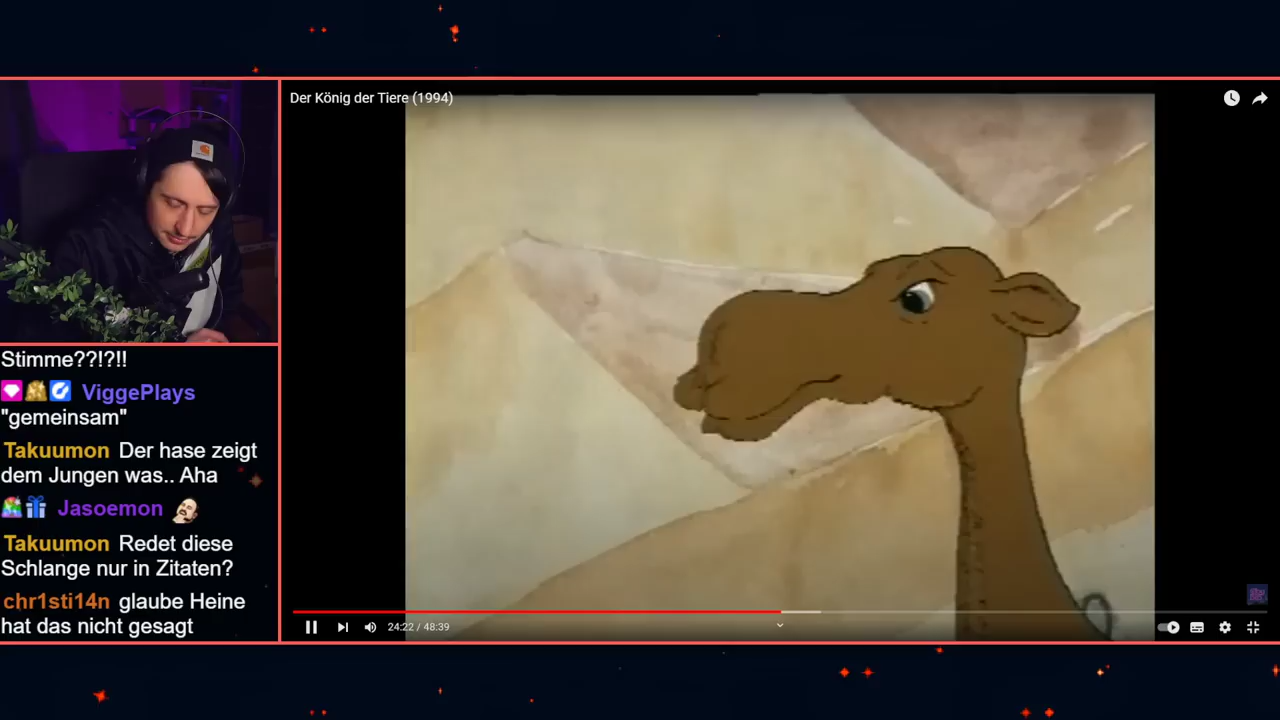 Der König der Tiere (1994)
Stimme??!?!!
ViggePlays
"gemeinsam"
Takuumon Der hase zeigt
dem Jungen was.. Aha
Jasoemon
Takuumon Redet diese
Schlange nur in Zitaten?
chr1sti14n glaube Heine
hat das nicht gesagt
24:22 / 48:39